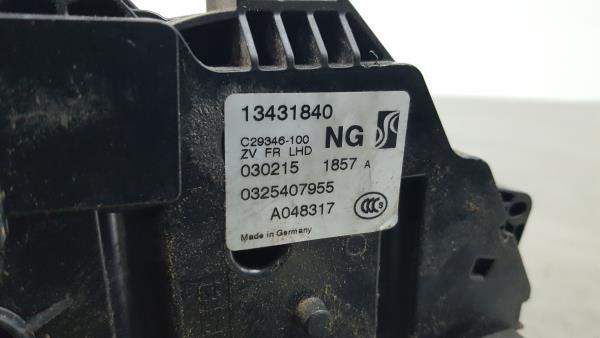 13431840
C29346-100 NG
ZV FR LHD
030215 1857 A
0325407955
A048317
Made in Germany